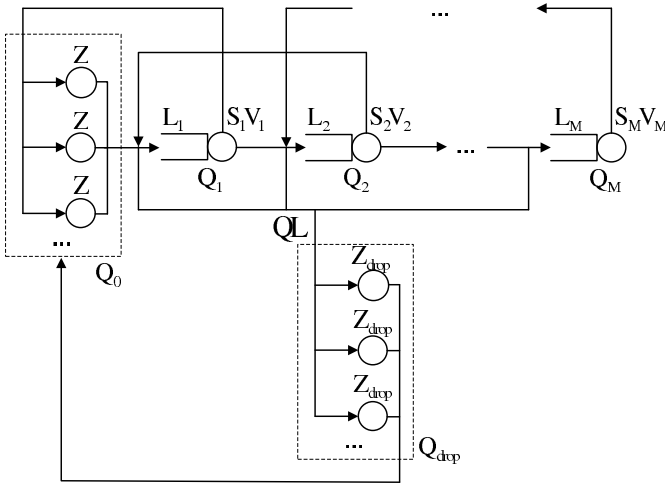 ...
Z
Z
Z
...
Q0
L1
S1V1
Q1
L2
S2V2
Q2
...
LM
SMVM
QM
QL
Zdrop
Zdrop
Zdrop
...
Qdrop